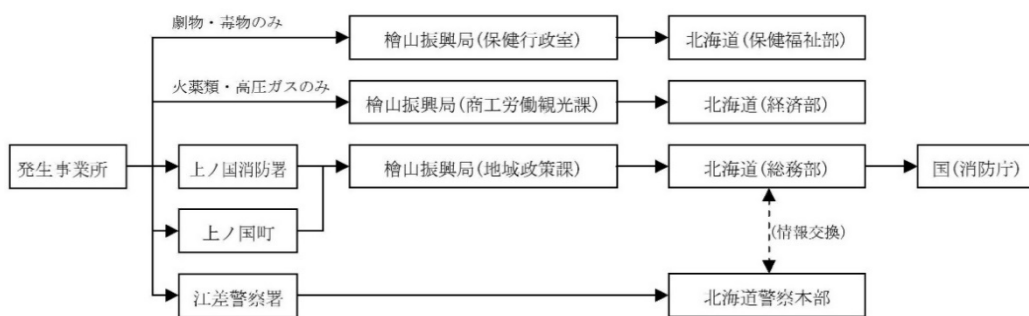 劇物・毒物のみ
檜山振興局(保健行政室)
北海道(保健福祉部)
火薬類・高圧ガスのみ
檜山振興局(商工労働観光課)
北海道(経済部)
発生事業所
上ノ国消防署
檜山振興局(地域政策課)
北海道(総務部)
国(消防庁)
上ノ国町
(情報交換)
江差警察署
北海道警察本部